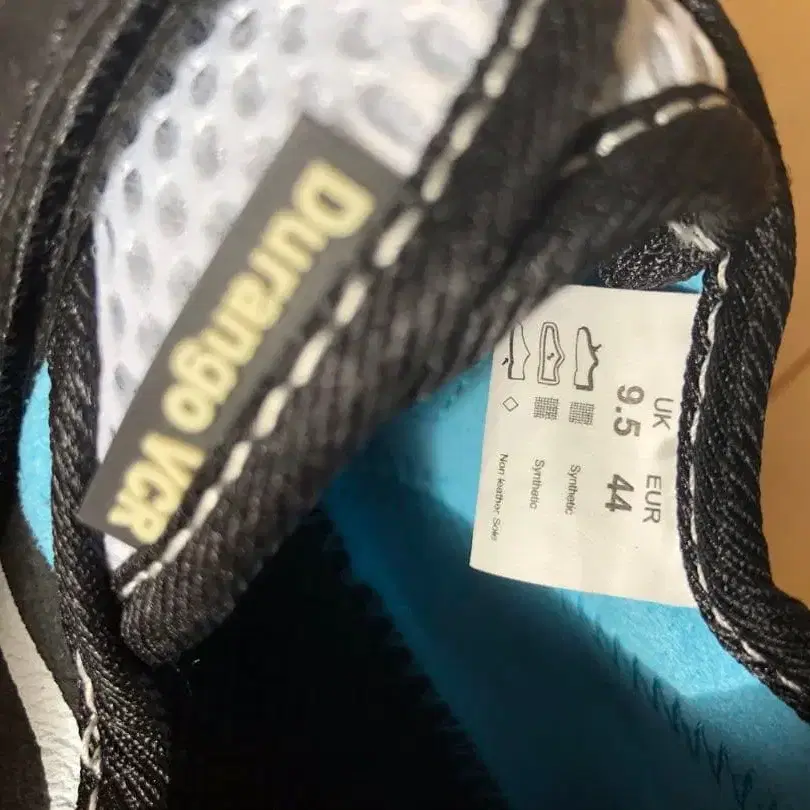 Durango VCR
UK EUR
9.5 44
Synthetic
Synthetic
Non leather Sole